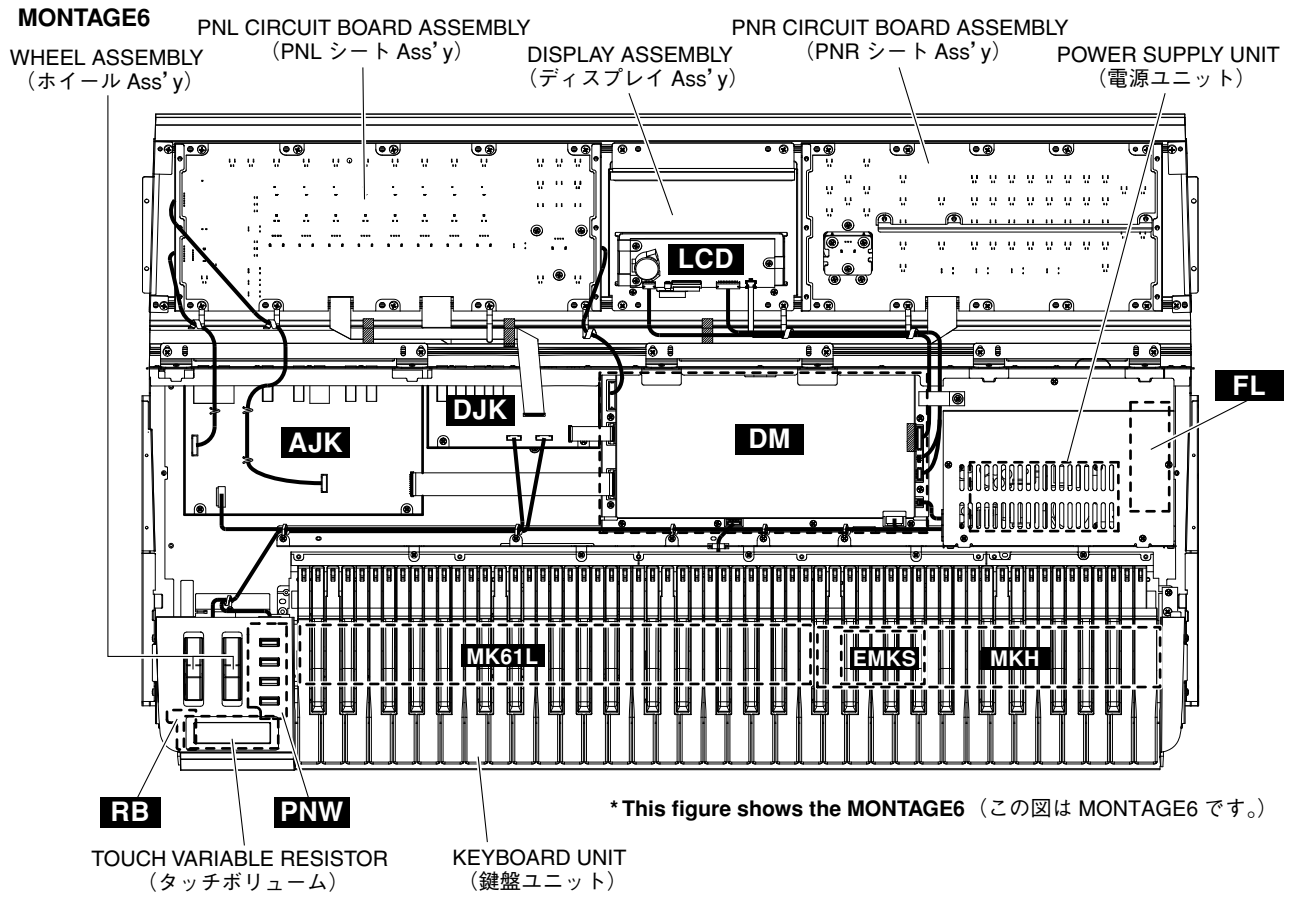 MONTAGE6
WHEEL ASSEMBLY
（ホイール Ass’y）
PNL CIRCUIT BOARD ASSEMBLY
（PNL シート Ass’y）
DISPLAY ASSEMBLY
（ディスプレイ Ass’y）
PNR CIRCUIT BOARD ASSEMBLY
（PNR シート Ass’y）
POWER SUPPLY UNIT
（電源ユニット）
LCD
FL
DJK
AJK
DM
MK61L
EMKS
MKH
RB
PNW
* This figure shows the MONTAGE6 （この図は MONTAGE6 です。）
TOUCH VARIABLE RESISTOR
（タッチボリューム）
KEYBOARD UNIT
（鍵盤ユニット）